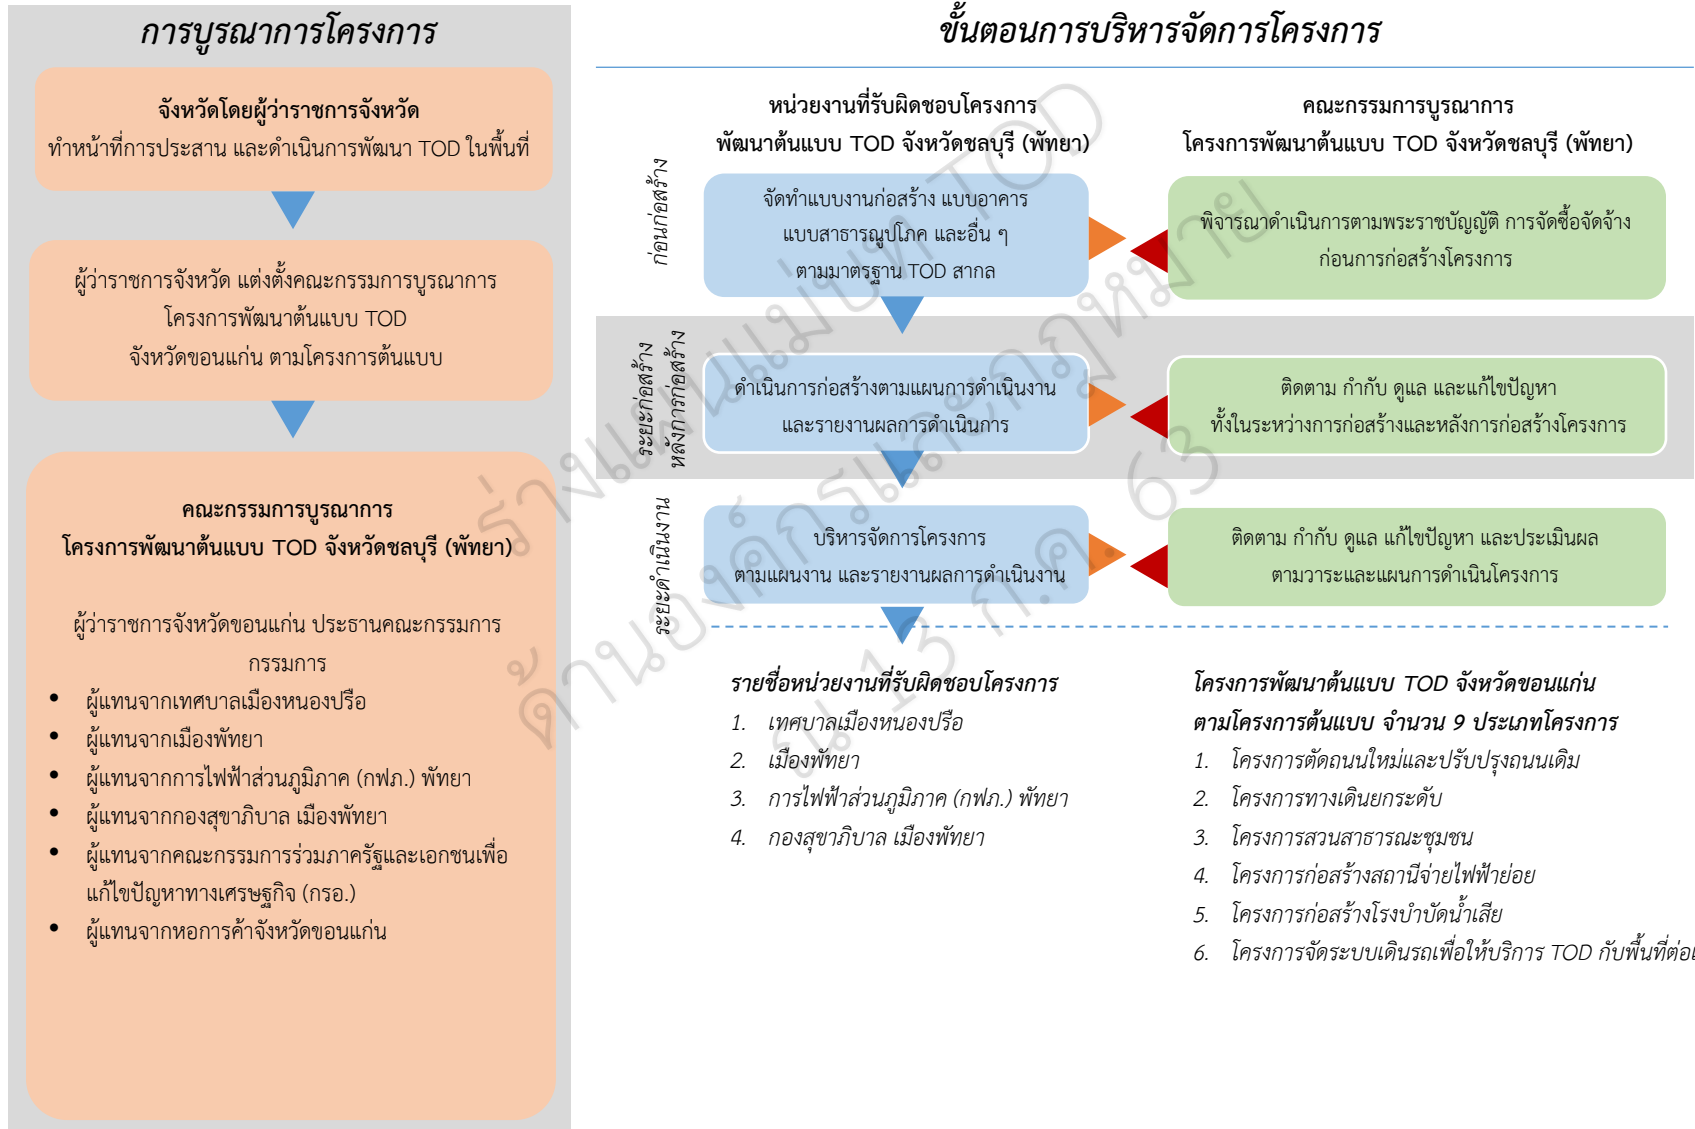 การบูรณาการโครงการ
จังหวัดโดยผู้ว่าราชการจังหวัด
ทำหน้าที่การประสาน และดำเนินการพัฒนา TOD ในพื้นที่
ผู้ว่าราชการจังหวัด แต่งตั้งคณะกรรมการบูรณาการ
โครงการพัฒนาต้นแบบ TOD
จังหวัดขอนแก่น ตามโครงการต้นแบบ
คณะกรรมการบูรณาการ
โครงการพัฒนาต้นแบบ TOD จังหวัดชลบุรี (พัทยา)
ผู้ว่าราชการจังหวัดขอนแก่น ประธานคณะกรรมการ
กรรมการ
• ผู้แทนจากเทศบาลเมืองหนองปรือ
• ผู้แทนจากเมืองพัทยา
• ผู้แทนจากการไฟฟ้าส่วนภูมิภาค (กฟภ.) พัทยา
• ผู้แทนจากกองสุขาภิบาล เมืองพัทยา
• ผู้แทนจากคณะกรรมการร่วมภาครัฐและเอกชนเพื่อ
แก้ไขปัญหาทางเศรษฐกิจ (กรอ.)
• ผู้แทนจากหอการค้าจังหวัดขอนแก่น
ขั้นตอนการบริหารจัดการโครงการ
หน่วยงานที่รับผิดชอบโครงการ
พัฒนาต้นแบบ TOD จังหวัดชลบุรี (พัทยา)
คณะกรรมการบูรณาการ
โครงการพัฒนาต้นแบบ TOD จังหวัดชลบุรี (พัทยา)
ก่อนก่อสร้าง
จัดทำแบบงานก่อสร้าง แบบอาคาร
แบบสาธารณูปโภค และอื่น ๆ
ตามมาตรฐาน TOD สากล
พิจารณาดำเนินการตามพระราชบัญญัติ การจัดซื้อจัดจ้าง
ก่อนการก่อสร้างโครงการ
ระยะก่อสร้าง
หลังการก่อสร้าง
ดำเนินการก่อสร้างตามแผนการดำเนินงาน
และรายงานผลการดำเนินการ
ติดตาม กำกับ ดูแล และแก้ไขปัญหา
ทั้งในระหว่างการก่อสร้างและหลังการก่อสร้างโครงการ
ระยะดำเนินงาน
บริหารจัดการโครงการ
ตามแผนงาน และรายงานผลการดำเนินงาน
ติดตาม กำกับ ดูแล แก้ไขปัญหา และประเมินผล
ตามวาระและแผนการดำเนินโครงการ
รายชื่อหน่วยงานที่รับผิดชอบโครงการ
1. เทศบาลเมืองหนองปรือ
2. เมืองพัทยา
3. การไฟฟ้าส่วนภูมิภาค (กฟภ.) พัทยา
4. กองสุขาภิบาล เมืองพัทยา
โครงการพัฒนาต้นแบบ TOD จังหวัดขอนแก่น
ตามโครงการต้นแบบ จำนวน 9 ประเภทโครงการ
1. โครงการตัดถนนใหม่และปรับปรุงถนนเดิม
2. โครงการทางเดินยกระดับ
3. โครงการสวนสาธารณะชุมชน
4. โครงการก่อสร้างสถานีจ่ายไฟฟ้าย่อย
5. โครงการก่อสร้างโรงบำบัดน้ำเสีย
6. โครงการจัดระบบเดินรถเพื่อให้บริการ TOD กับพื้นที่ต่อเ
ร่างแผนแม่บท TOD
ด้านองค์กรและกฎหมาย
ณ 13 ก.ค. 63